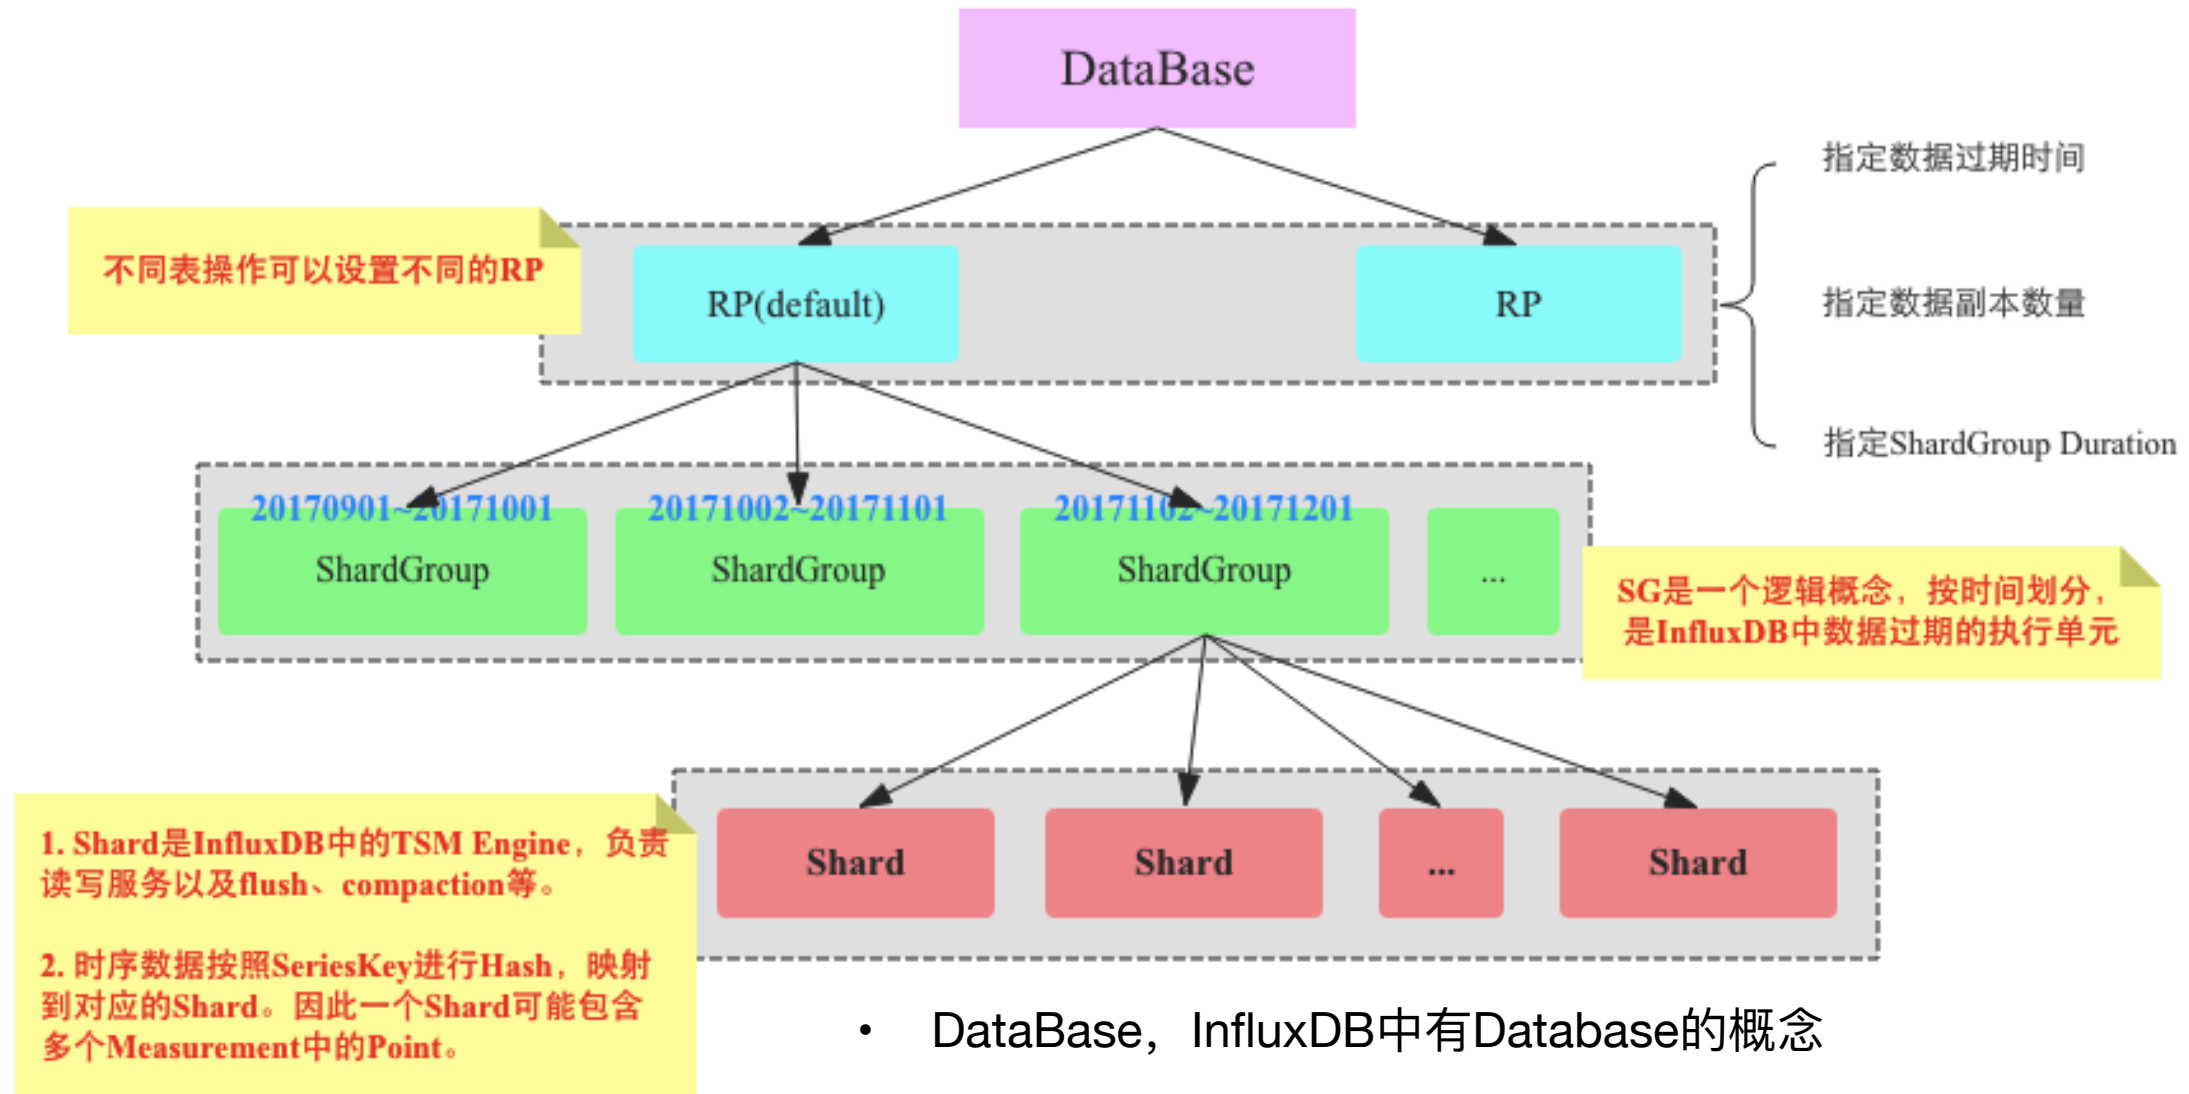 DataBase
指定数据过期时间
不同表操作可以设置不同的RP
RP(default)
RP
指定数据副本数量
指定ShardGroup Duration
20170901~20171001
20171002~20171101
20171102~20171201
ShardGroup
ShardGroup
ShardGroup
...
SG是一个逻辑概念，按时间划分，
是InfluxDB中数据过期的执行单元
1. Shard是InfluxDB中的TSM Engine，负责
读写服务以及flush、compaction等。
2. 时序数据按照SeriesKey进行Hash，映射
到对应的Shard。因此一个Shard可能包含
多个Measurement中的Point。
Shard
Shard
...
Shard
• DataBase，InfluxDB中有Database的概念